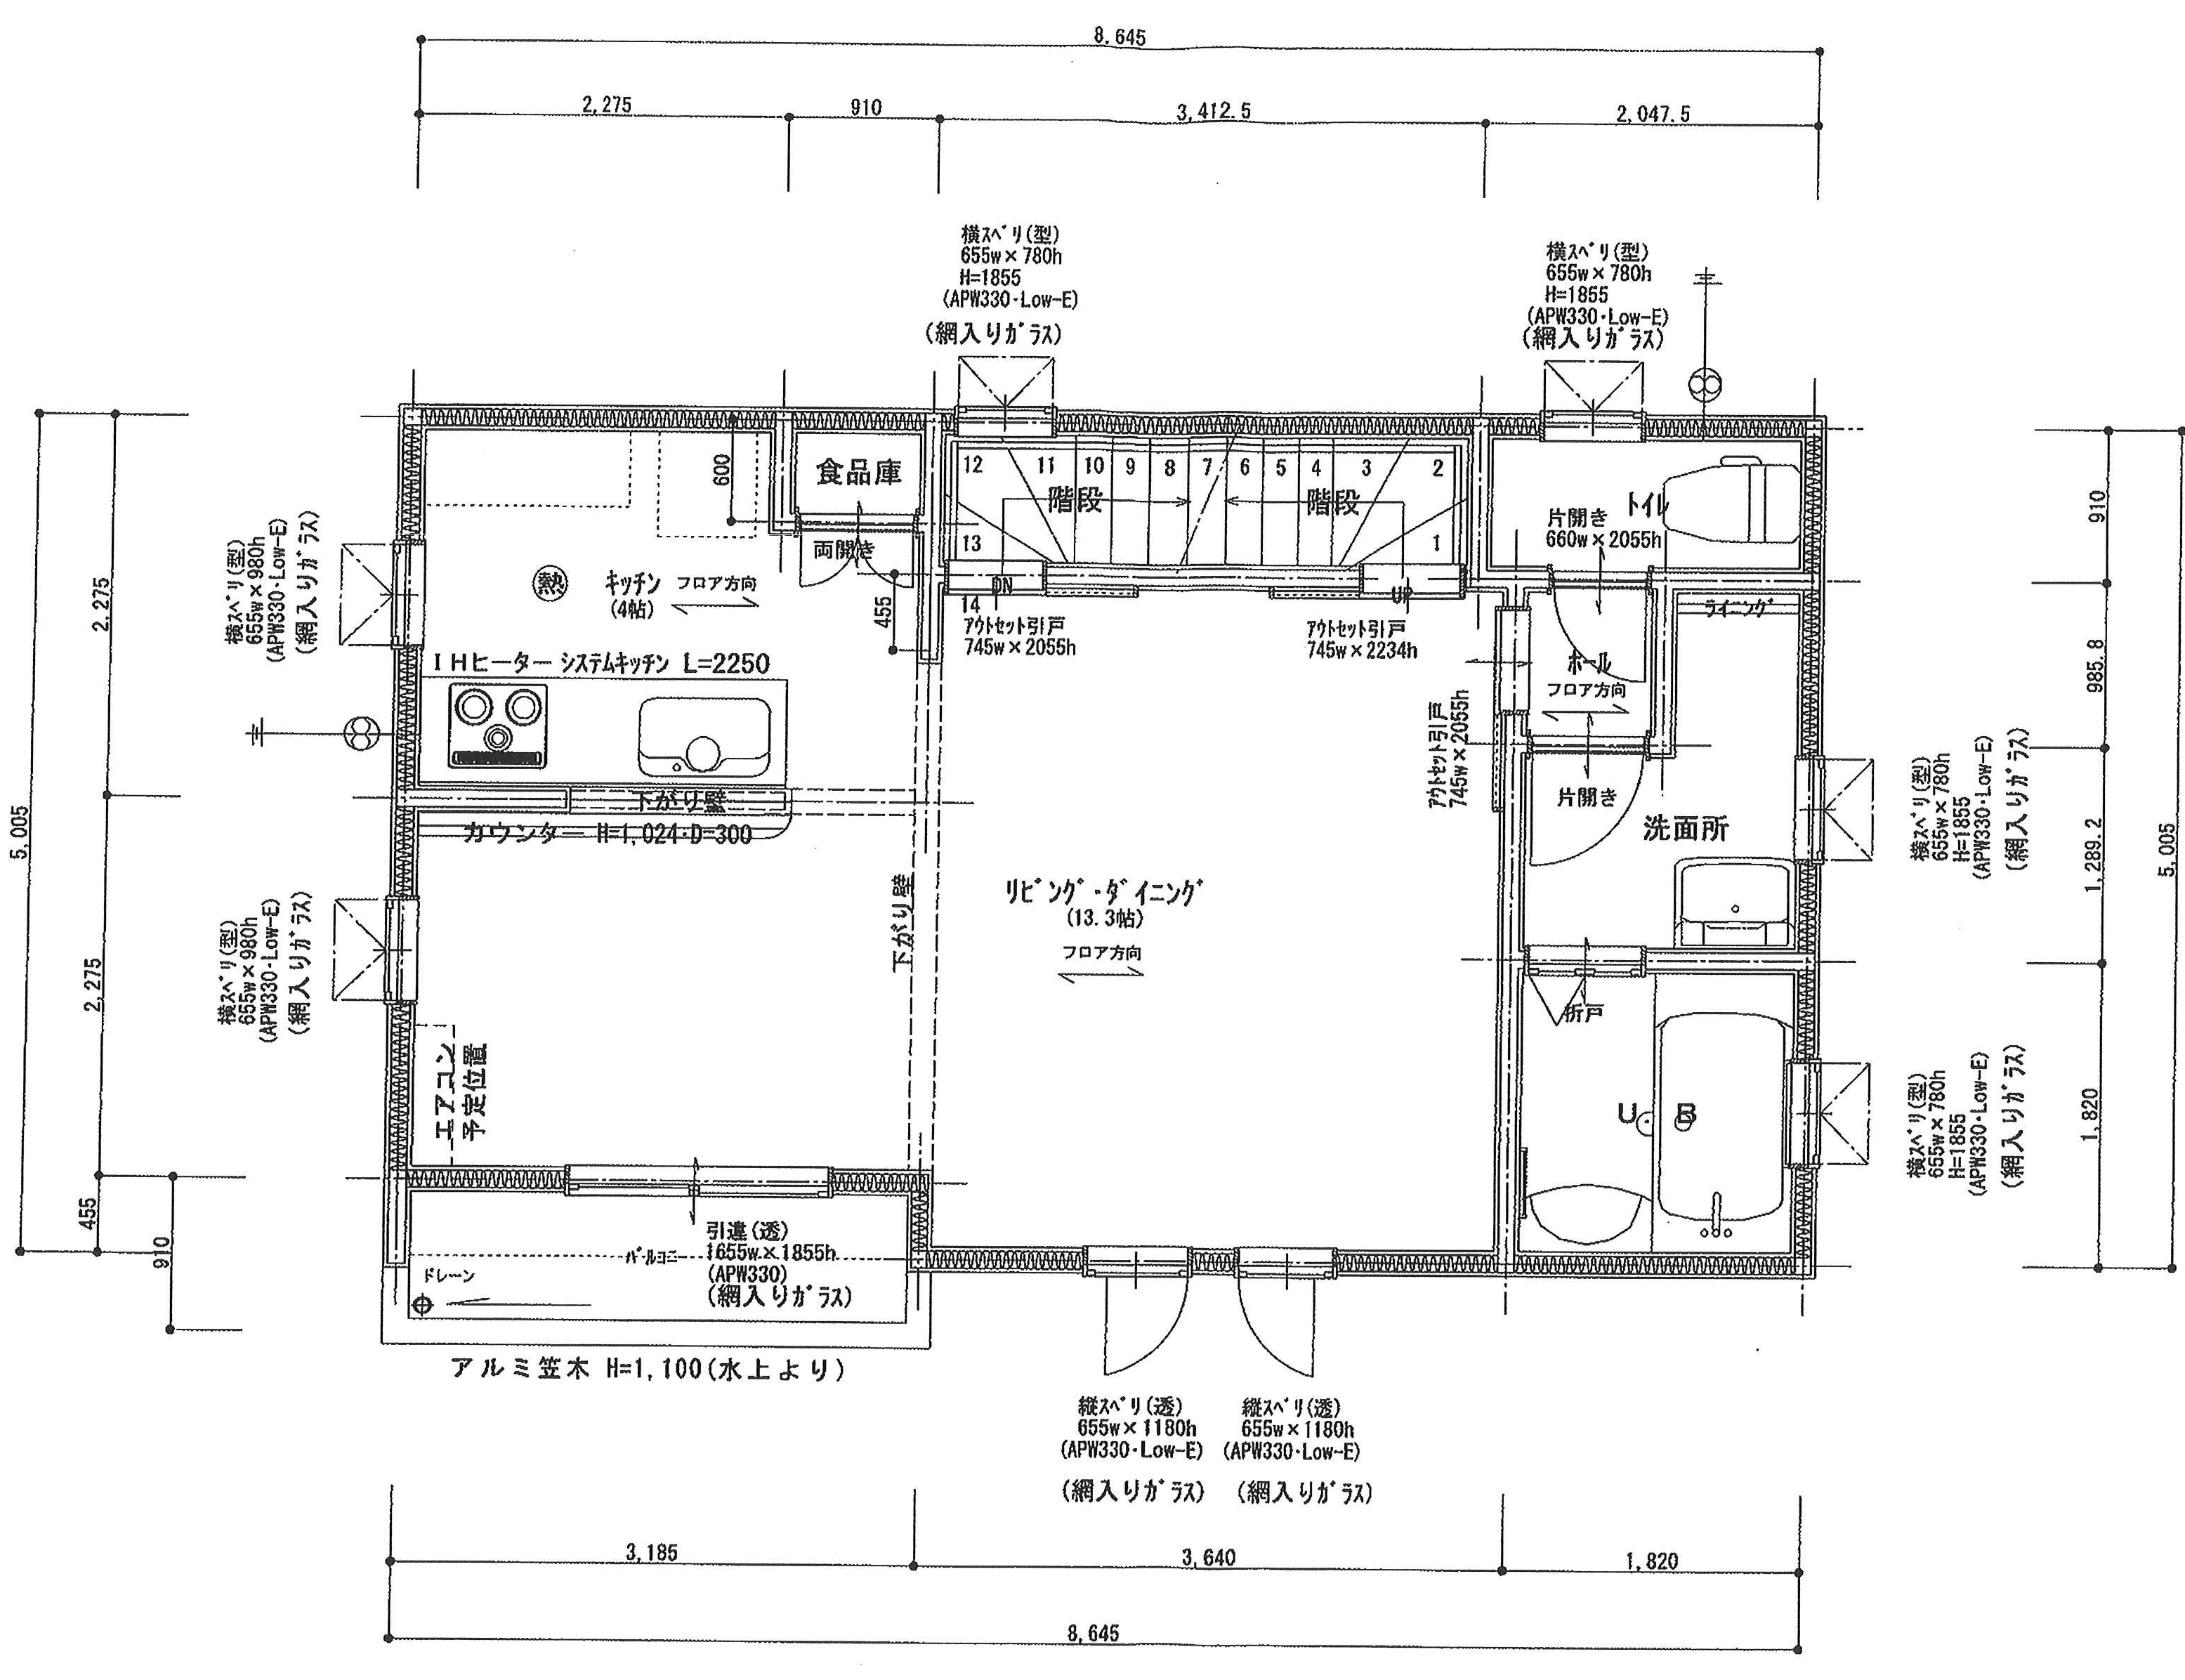 8,645
2,275
910
3,412.5
2,047.5
横ｽﾍﾞﾘ(型)
655w×780h
H=1855
(APW330･Low-E)
(網入りｶﾞﾗｽ)
横ｽﾍﾞﾘ(型)
655w×780h
H=1855
(APW330･Low-E)
(網入りｶﾞﾗｽ)
5,005
2,275
2,275
455
910
横ｽﾍﾞﾘ(型)
655w×980h
(APW330･Low-E)
(網入りｶﾞﾗｽ)
横ｽﾍﾞﾘ(型)
655w×980h
(APW330･Low-E)
(網入りｶﾞﾗｽ)
600
食品庫
両開き
455
熱
キッチン
(4帖)
フロア方向
IHヒーター システムキッチン L=2250
下がり壁
カウンター H=1,024･D=300
12
11
10
9
8
7
6
5
4
3
2
階段
階段
13
1
DN
14
UP
アウトセット引戸
745w×2055h
アウトセット引戸
745w×2234h
トイレ
片開き
660w×2055h
ライニング
ホール
フロア方向
アウトセット引戸
745w×2055h
片開き
洗面所
下がり壁
リビング・ダイニング
(13.3帖)
フロア方向
折戸
UB
エアコン
予定位置
引違(透)
1655w×1855h
(APW330)
(網入りｶﾞﾗｽ)
バルコニー
ドレーン
アルミ笠木 H=1,100(水上より)
縦ｽﾍﾞﾘ(透)
655w×1180h
(APW330･Low-E)
(網入りｶﾞﾗｽ)
縦ｽﾍﾞﾘ(透)
655w×1180h
(APW330･Low-E)
(網入りｶﾞﾗｽ)
横ｽﾍﾞﾘ(型)
655w×780h
H=1855
(APW330･Low-E)
(網入りｶﾞﾗｽ)
横ｽﾍﾞﾘ(型)
655w×780h
H=1855
(APW330･Low-E)
(網入りｶﾞﾗｽ)
910
985.8
1,289.2
1,820
5,005
3,185
3,640
1,820
8,645